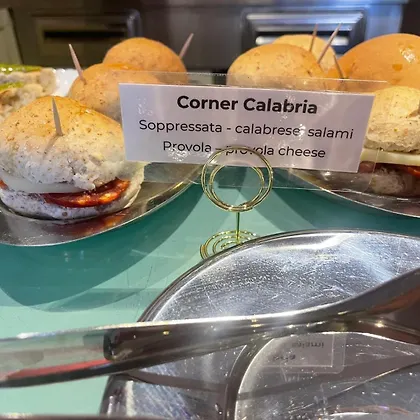 Corner Calabria
Soppressata - calabrese salami
Provola - provola cheese